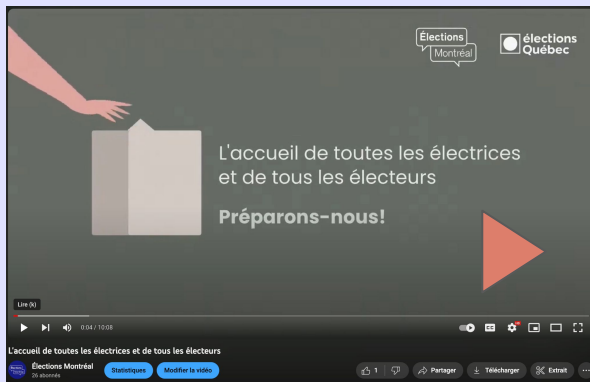 Élections
Montréal
élections
Québec
L'accueil de toutes les électrices
et de tous les électeurs
Préparons-nous!
Lire (k)
0:04 / 10:08
L'accueil de toutes les électrices et de tous les électeurs
Élections Montréal
26 abonnés
Statistiques
Modifier la vidéo
1
Partager
Télécharger
Extrait